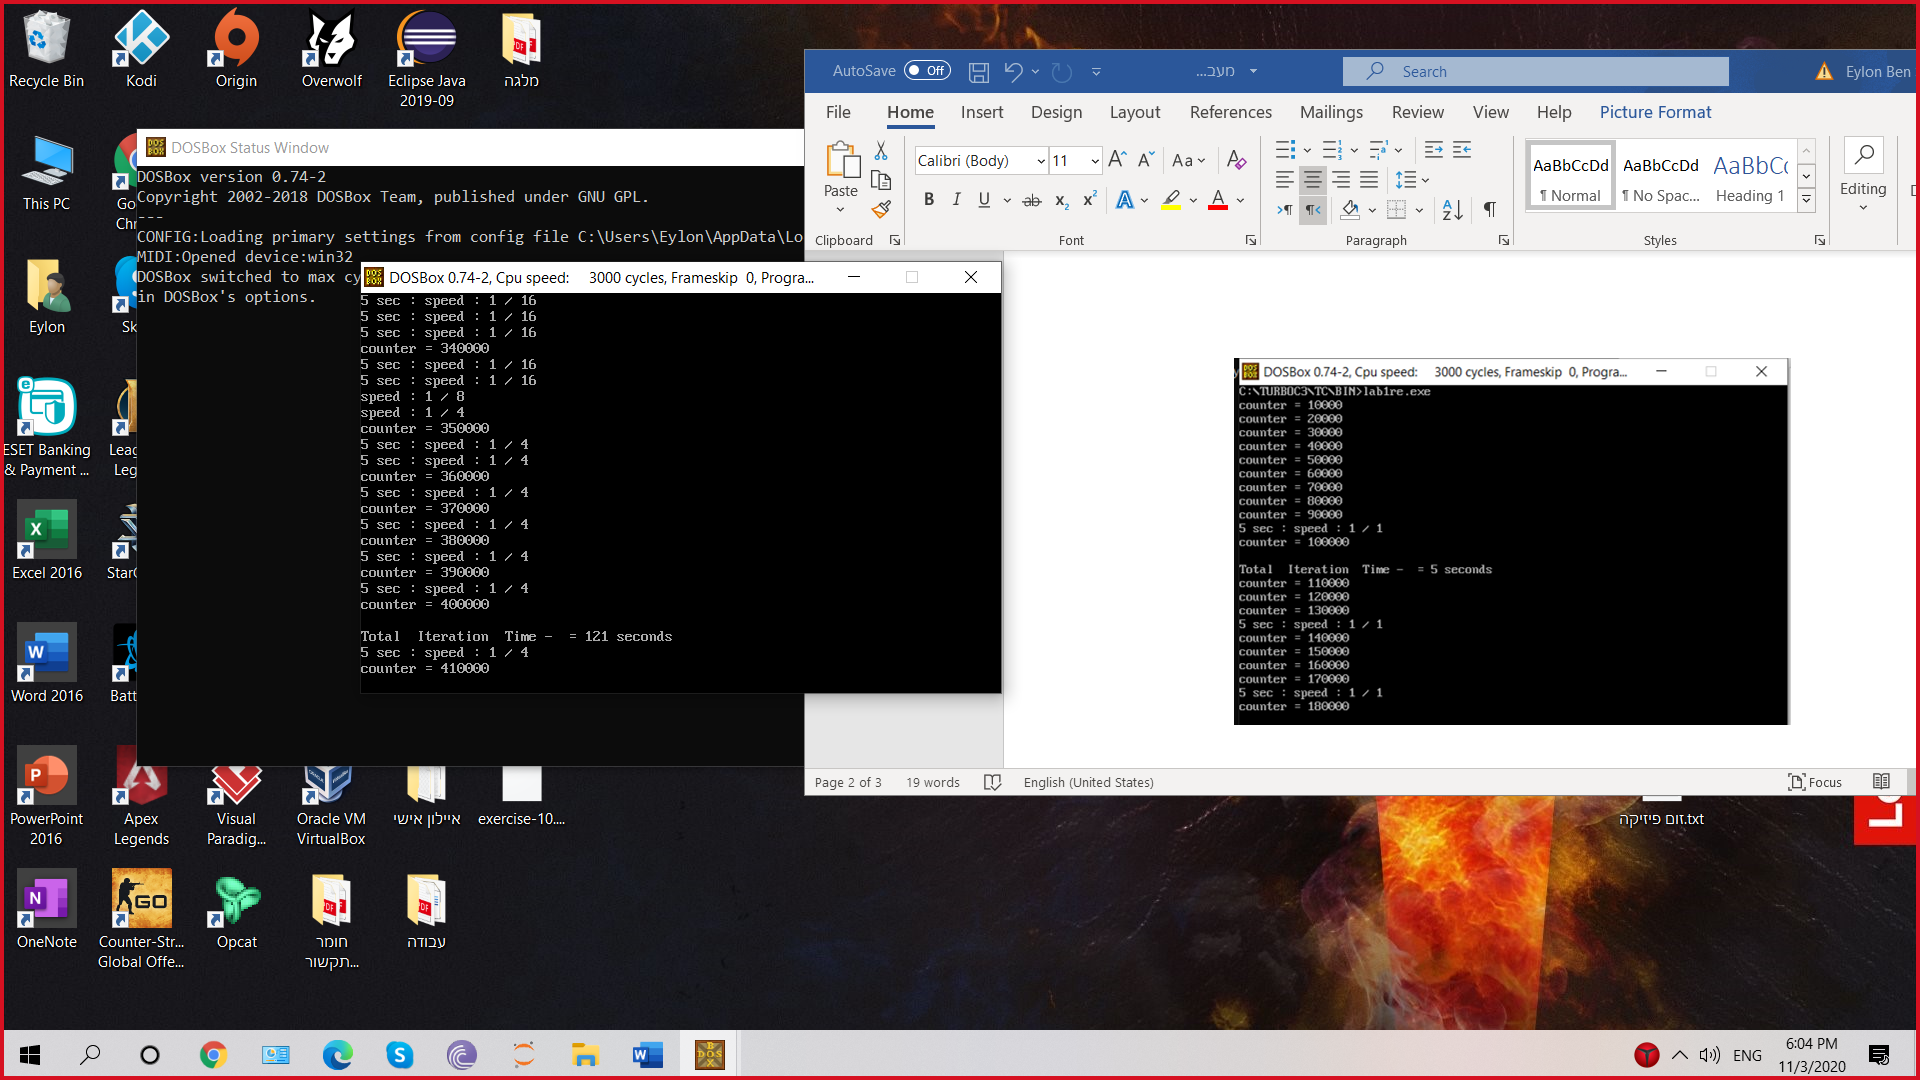 Recycle Bin
Kodi
Origin
Overwolf
Eclipse Java
2019-09
מלגה
This PC
Eylon
ESET Banking
& Payment ...
Excel 2016
Word 2016
PowerPoint
2016
Apex
Legends
Visual
Paradig...
Oracle VM
VirtualBox
איילון אישי
exercise-10....
OneNote
Counter-Str...
Global Offe...
Opcat
חומר
תקשור...
עבודה
זום פיזיקה.txt
DOSBox Status Window
DOSBox version 0.74-2
Copyright 2002-2018 DOSBox Team, published under GNU GPL.
---
CONFIG:Loading primary settings from config file C:\Users\Eylon\AppData\Lo
MIDI:Opened device:win32
DOSBox switched to max cy
in DOSBox's options.
DOSBox 0.74-2, Cpu speed: 3000 cycles, Frameskip 0, Progra...
5 sec : speed : 1 / 16
5 sec : speed : 1 / 16
5 sec : speed : 1 / 16
counter = 340000
5 sec : speed : 1 / 16
5 sec : speed : 1 / 16
speed : 1 / 8
speed : 1 / 4
counter = 350000
5 sec : speed : 1 / 4
5 sec : speed : 1 / 4
counter = 360000
5 sec : speed : 1 / 4
counter = 370000
5 sec : speed : 1 / 4
counter = 380000
5 sec : speed : 1 / 4
counter = 390000
5 sec : speed : 1 / 4
counter = 400000
Total Iteration Time - = 121 seconds
5 sec : speed : 1 / 4
counter = 410000
AutoSave Off
מעב...
Search
Eylon Ben
File Home Insert Design Layout References Mailings Review View Help Picture Format
Paste
Clipboard
Calibri (Body) 11
Font
Paragraph
AaBbCcDd
¶ Normal
AaBbCcDd
¶ No Spac...
AaBbCc
Heading 1
Styles
Editing
DOSBox 0.74-2, Cpu speed: 3000 cycles, Frameskip 0, Progra...
C:\TURBOC3\TC\BIN>lab1re.exe
counter = 10000
counter = 20000
counter = 30000
counter = 40000
counter = 50000
counter = 60000
counter = 70000
counter = 80000
counter = 90000
5 sec : speed : 1 / 1
counter = 100000
Total Iteration Time - = 5 seconds
counter = 110000
counter = 120000
counter = 130000
5 sec : speed : 1 / 1
counter = 140000
counter = 150000
counter = 160000
counter = 170000
5 sec : speed : 1 / 1
counter = 180000
Page 2 of 3 19 words English (United States) Focus
ENG
6:04 PM
11/3/2020